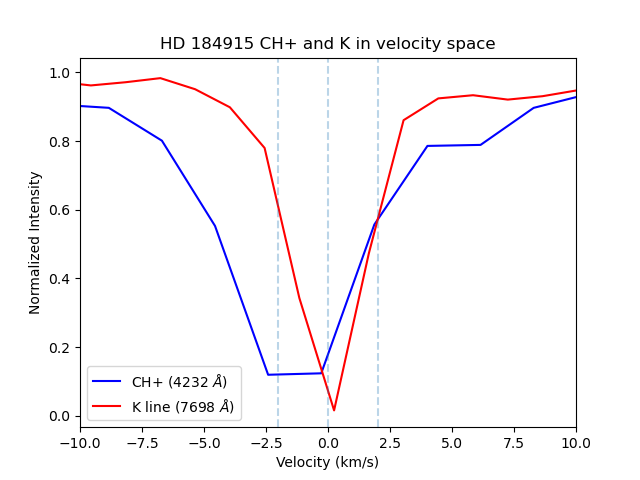 HD 184915 CH+ and K in velocity space
1.0
0.8
0.6
0.4
0.2
0.0
Normalized Intensity
CH+ (4232 Å)
K line (7698 Å)
−10.0 −7.5 −5.0 −2.5 0.0 2.5 5.0 7.5 10.0
Velocity (km/s)